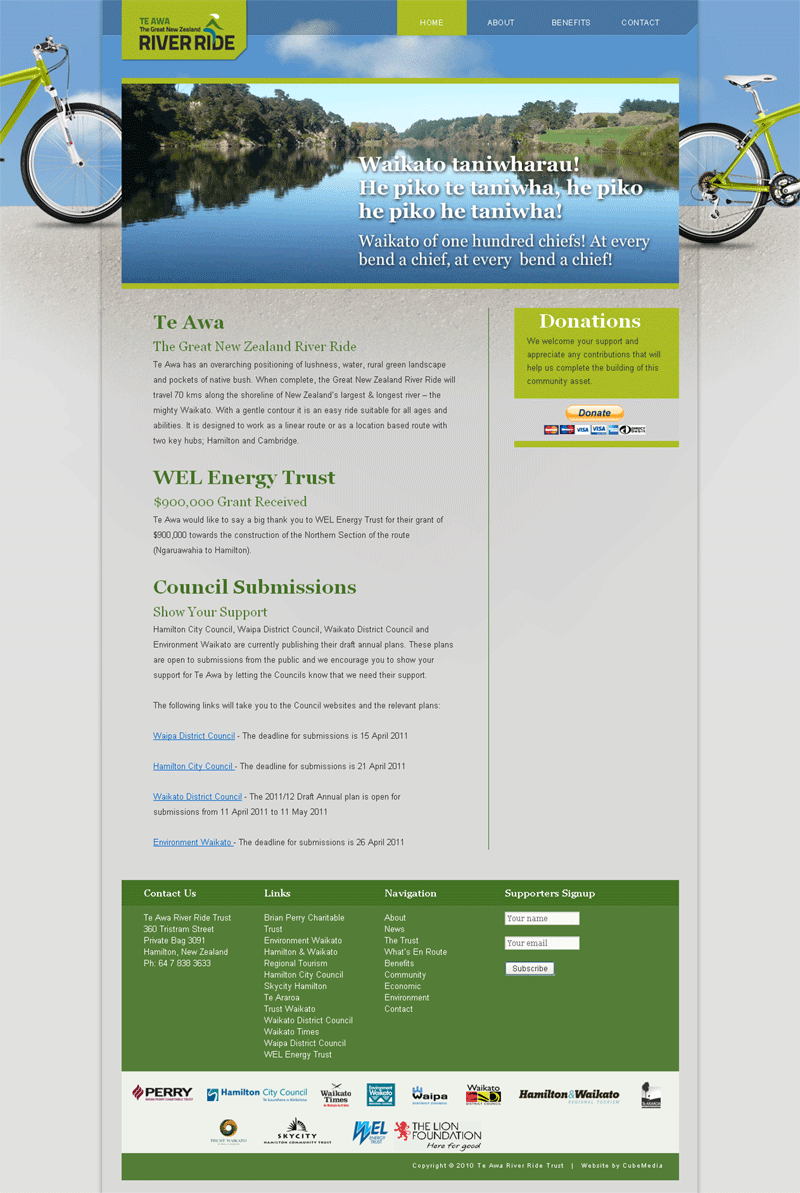 TE AWA
The Great New Zealand
RIVER RIDE
HOME ABOUT BENEFITS CONTACT
Waikato taniwharau!
He piko te taniwha, he piko
he piko he taniwha!
Waikato of one hundred chiefs! At every
bend a chief, at every bend a chief!
Te Awa
The Great New Zealand River Ride
Te Awa has an overarching positioning of lushness, water, rural green landscape
and pockets of native bush. When complete, the Great New Zealand River Ride will
travel 70 kms along the shoreline of New Zealand's largest & longest river – the
mighty Waikato. With a gentle contour it is an easy ride suitable for all ages and
abilities. It is designed to work as a linear route or as a location based route with
two key hubs; Hamilton and Cambridge.
WEL Energy Trust
$900,000 Grant Received
Te Awa would like to say a big thank you to WEL Energy Trust for their grant of
$900,000 towards the construction of the Northern Section of the route
(Ngaruawahia to Hamilton).
Council Submissions
Show Your Support
Hamilton City Council, Waipa District Council, Waikato District Council and
Environment Waikato are currently publishing their draft annual plans. These plans
are open to submissions from the public and we encourage you to show your
support for Te Awa by letting the Councils know that we need their support.
The following links will take you to the Council websites and the relevant plans:
Waipa District Council - The deadline for submissions is 15 April 2011
Hamilton City Council - The deadline for submissions is 21 April 2011
Waikato District Council - The 2011/12 Draft Annual plan is open for
submissions from 11 April 2011 to 11 May 2011
Environment Waikato - The deadline for submissions is 26 April 2011
Donations
We welcome your support and
appreciate any contributions that will
help us complete the building of this
community asset.
Donate
VISA VISA
Contact Us
Te Awa River Ride Trust
360 Tristram Street
Private Bag 3091
Hamilton, New Zealand
Ph: 64 7 838 3633
Links
Brian Perry Charitable
Trust
Environment Waikato
Hamilton & Waikato
Regional Tourism
Hamilton City Council
Skycity Hamilton
Te Araroa
Trust Waikato
Waikato District Council
Waikato Times
Waipa District Council
WEL Energy Trust
Navigation
About
News
The Trust
What's En Route
Benefits
Community
Economic
Environment
Contact
Supporters Signup
Your name
Your email
Subscribe
PERRY
Hamilton City Council
Waikato
Times
Environment
Waikato
Waipa
Waikato
DISTRICT COUNCIL
Hamilton & Waikato
REGIONAL TOURISM
TRUST WAIKATO
SKYCITY
HAMILTON COMMUNITY TRUST
WEL
ENERGY
TRUST
THE LION
FOUNDATION
Here for good
Copyright © 2010 Te Awa River Ride Trust | Website by CubeMedia